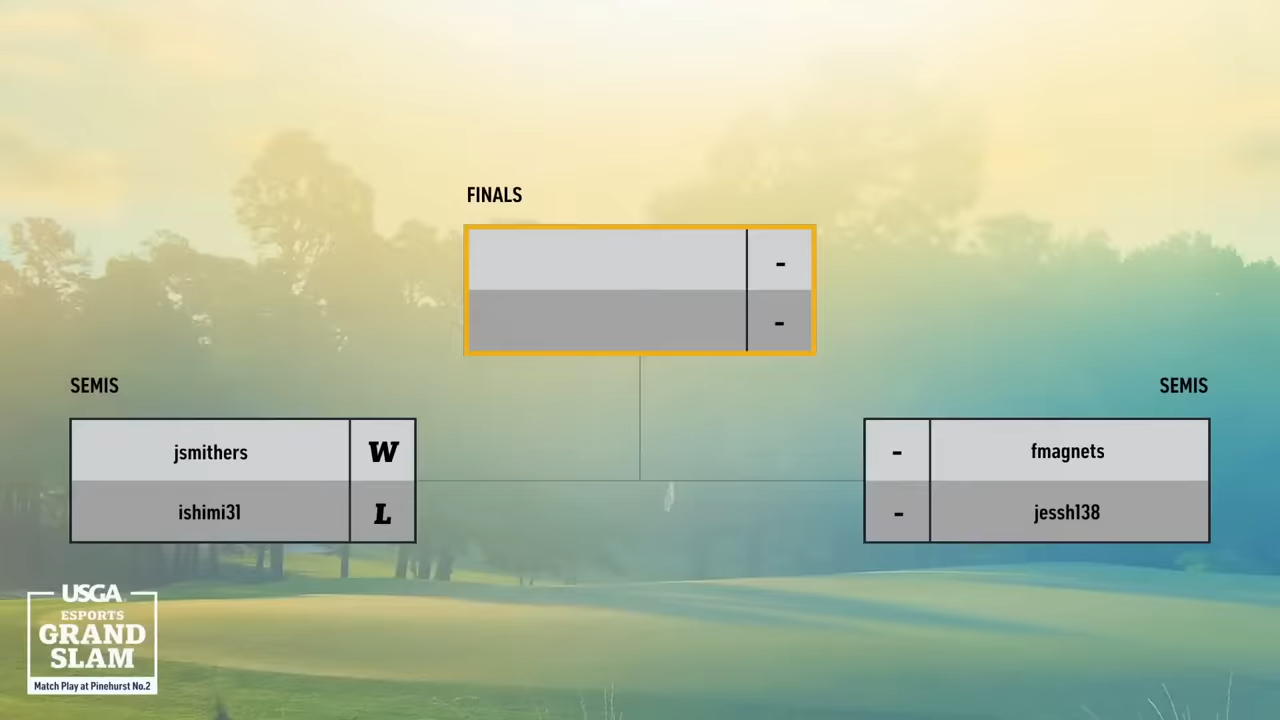 FINALS
-
-
SEMIS
SEMIS
jsmithers W
ishimi31 L
- fmagnets
- jessh138
USGA
ESPORTS
GRAND
SLAM
Match Play at Pinehurst No.2